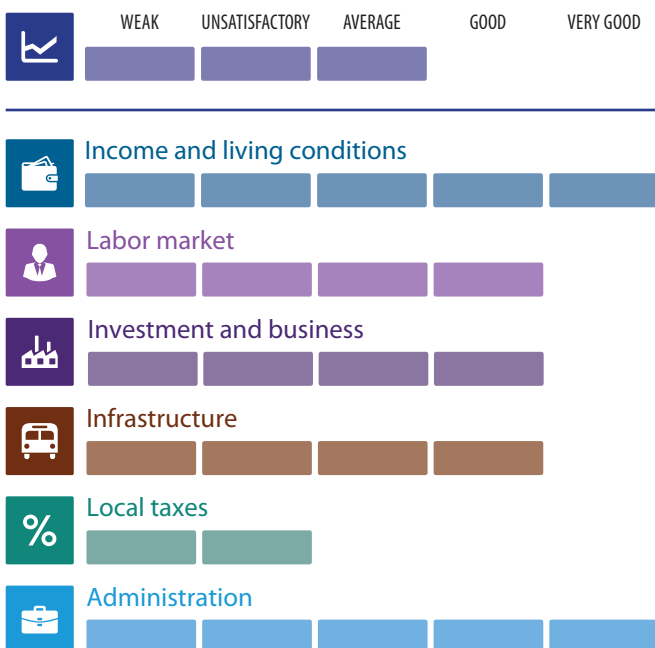 WEAK UNSATISFACTORY AVERAGE GOOD VERY GOOD
Income and living conditions
Labor market
Investment and business
Infrastructure
%
Local taxes
Administration